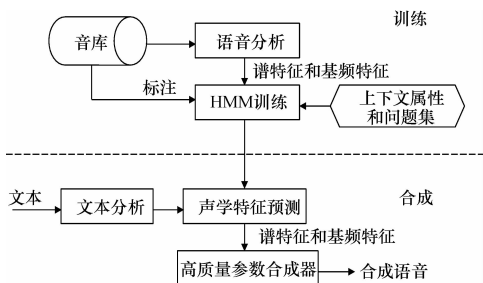 训练
音库
语音分析
谱特征和基频特征
标注
HMM训练
上下文属性
和问题集
合成
文本
文本分析
声学特征预测
谱特征和基频特征
高质量参数合成器
合成语音